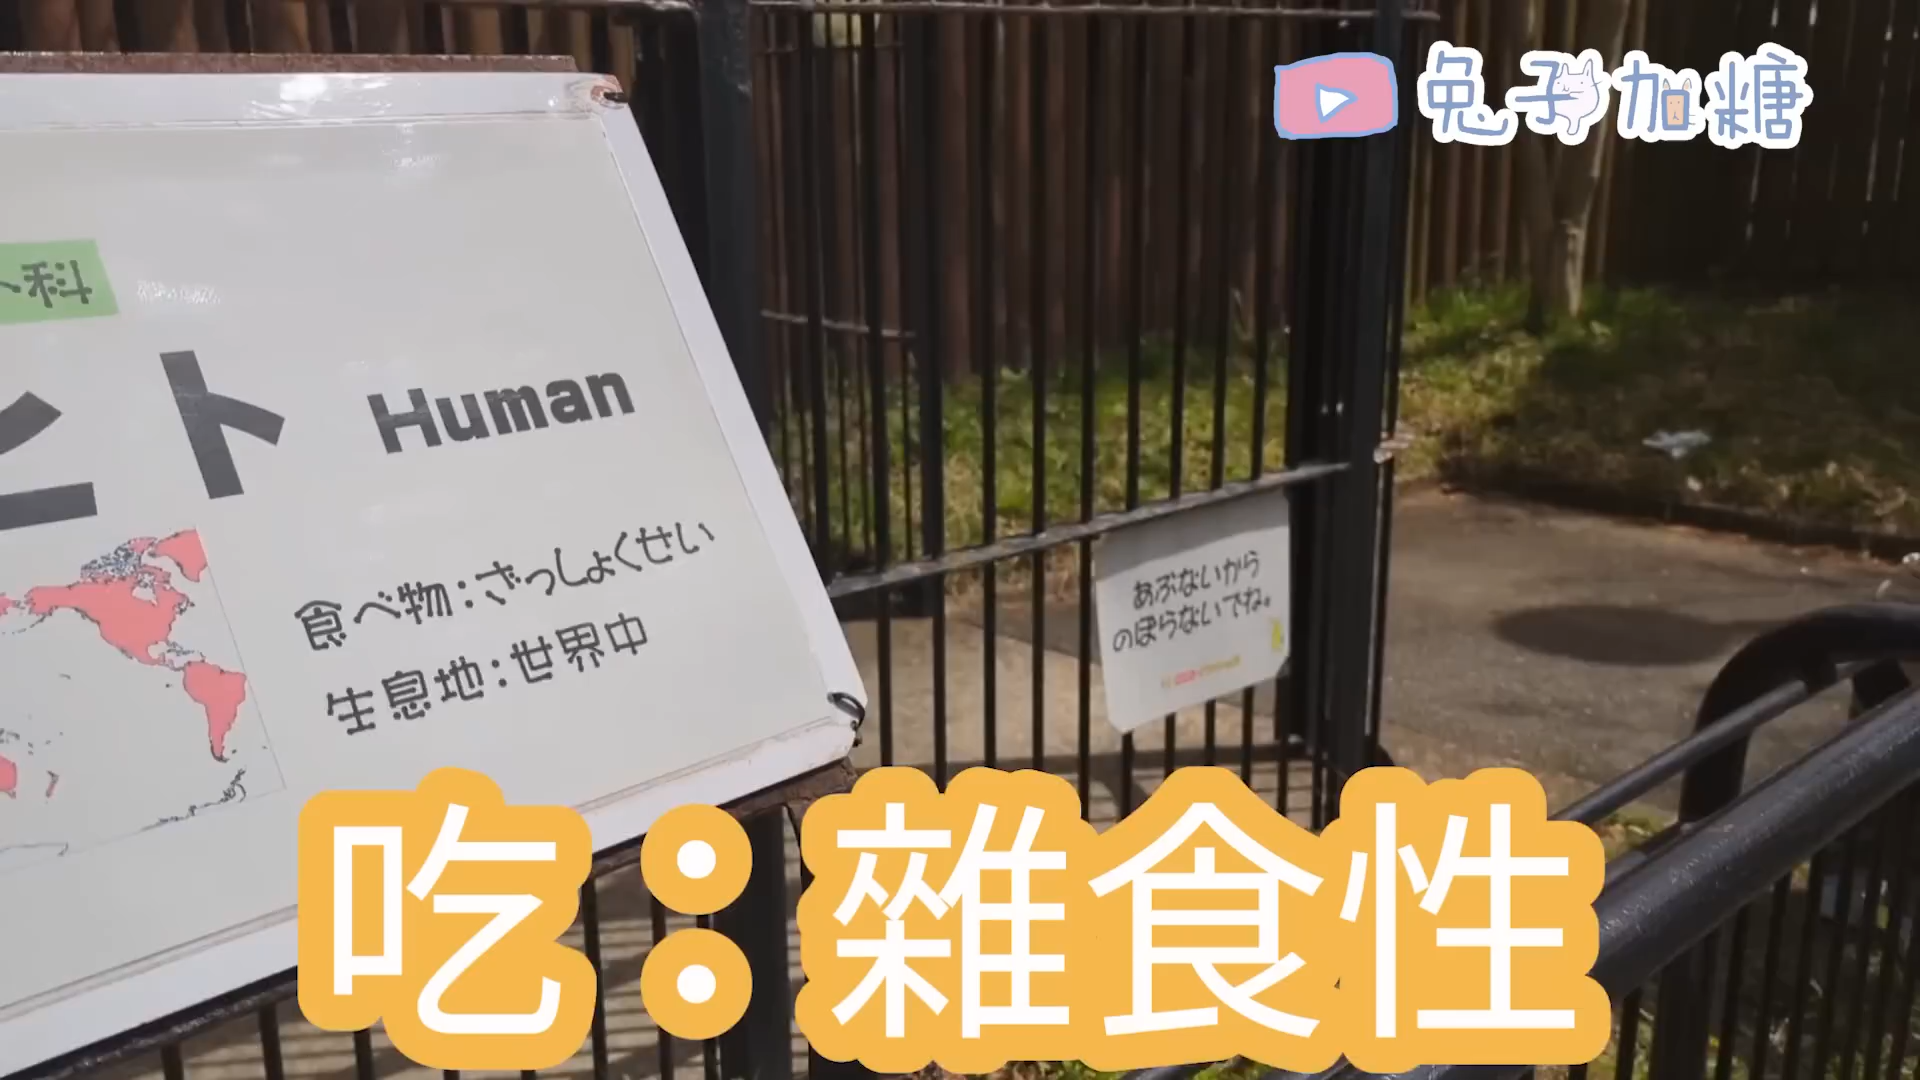 兔子加糖
ト科
ヒト Human
食べ物:ざっしょくせい
生息地:世界中
あぶないから
のぼらないでね。
吃:雜食性